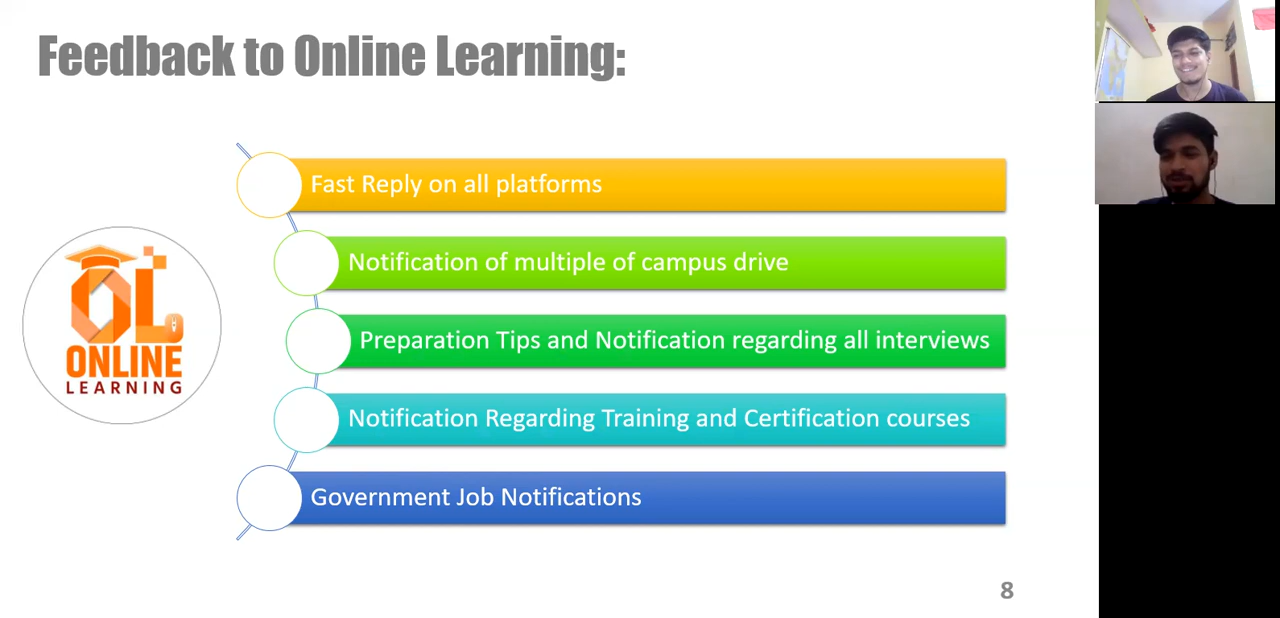 Feedback to Online Learning:
Fast Reply on all platforms
Notification of multiple of campus drive
Preparation Tips and Notification regarding all interviews
Notification Regarding Training and Certification courses
Government Job Notifications
OL
ONLINE
LEARNING
8